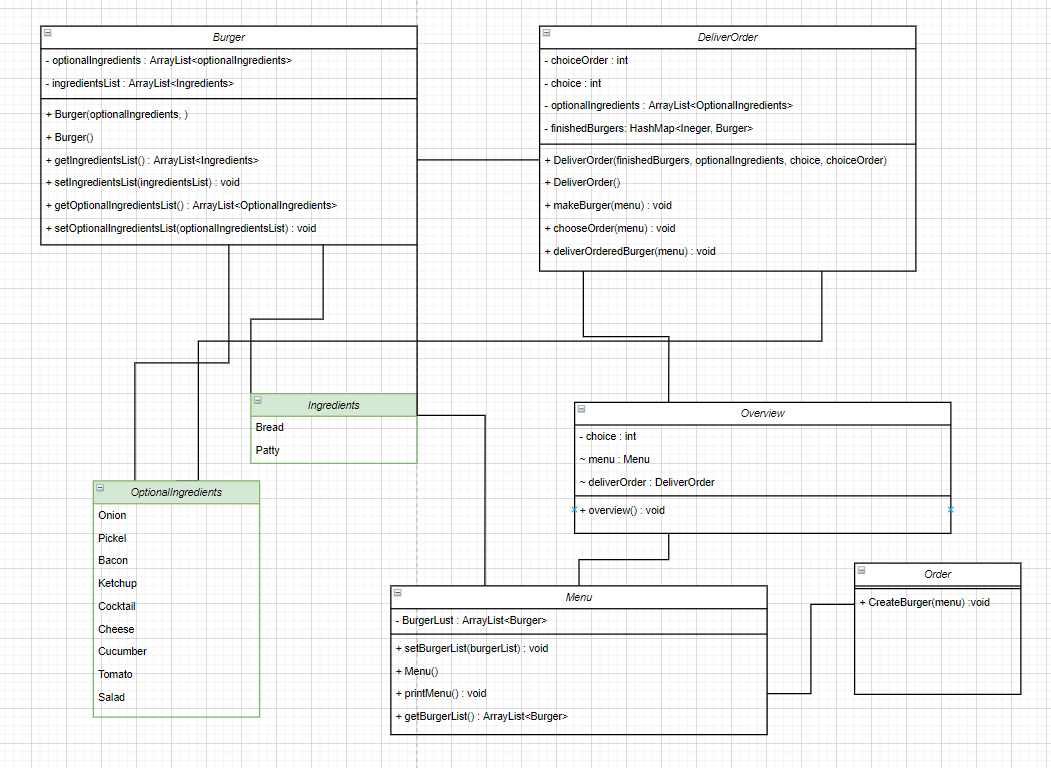 Burger
- optionalIngredients : ArrayList<optionalIngredients>
- ingredientsList : ArrayList<Ingredients>
+ Burger(optionalIngredients, )
+ Burger()
+ getIngredientsList() : ArrayList<Ingredients>
+ setIngredientsList(ingredientsList) : void
+ getOptionalIngredientsList() : ArrayList<OptionalIngredients>
+ setOptionalIngredientsList(optionalIngredientsList) : void
DeliverOrder
- choiceOrder : int
- choice : int
- optionalIngredients : ArrayList<OptionalIngredients>
- finishedBurgers: HashMap<Ineger, Burger>
+ DeliverOrder(finishedBurgers, optionalIngredients, choice, choiceOrder)
+ DeliverOrder()
+ makeBurger(menu) : void
+ chooseOrder(menu) : void
+ deliverOrderedBurger(menu) : void
Ingredients
Bread
Patty
Overview
- choice : int
~ menu : Menu
~ deliverOrder : DeliverOrder
+ overview() : void
OptionalIngredients
Onion
Pickel
Bacon
Ketchup
Cocktail
Cheese
Cucumber
Tomato
Salad
Menu
- BurgerLust : ArrayList<Burger>
+ setBurgerList(burgerList) : void
+ Menu()
+ printMenu() : void
+ getBurgerList() : ArrayList<Burger>
Order
+ CreateBurger(menu) :void